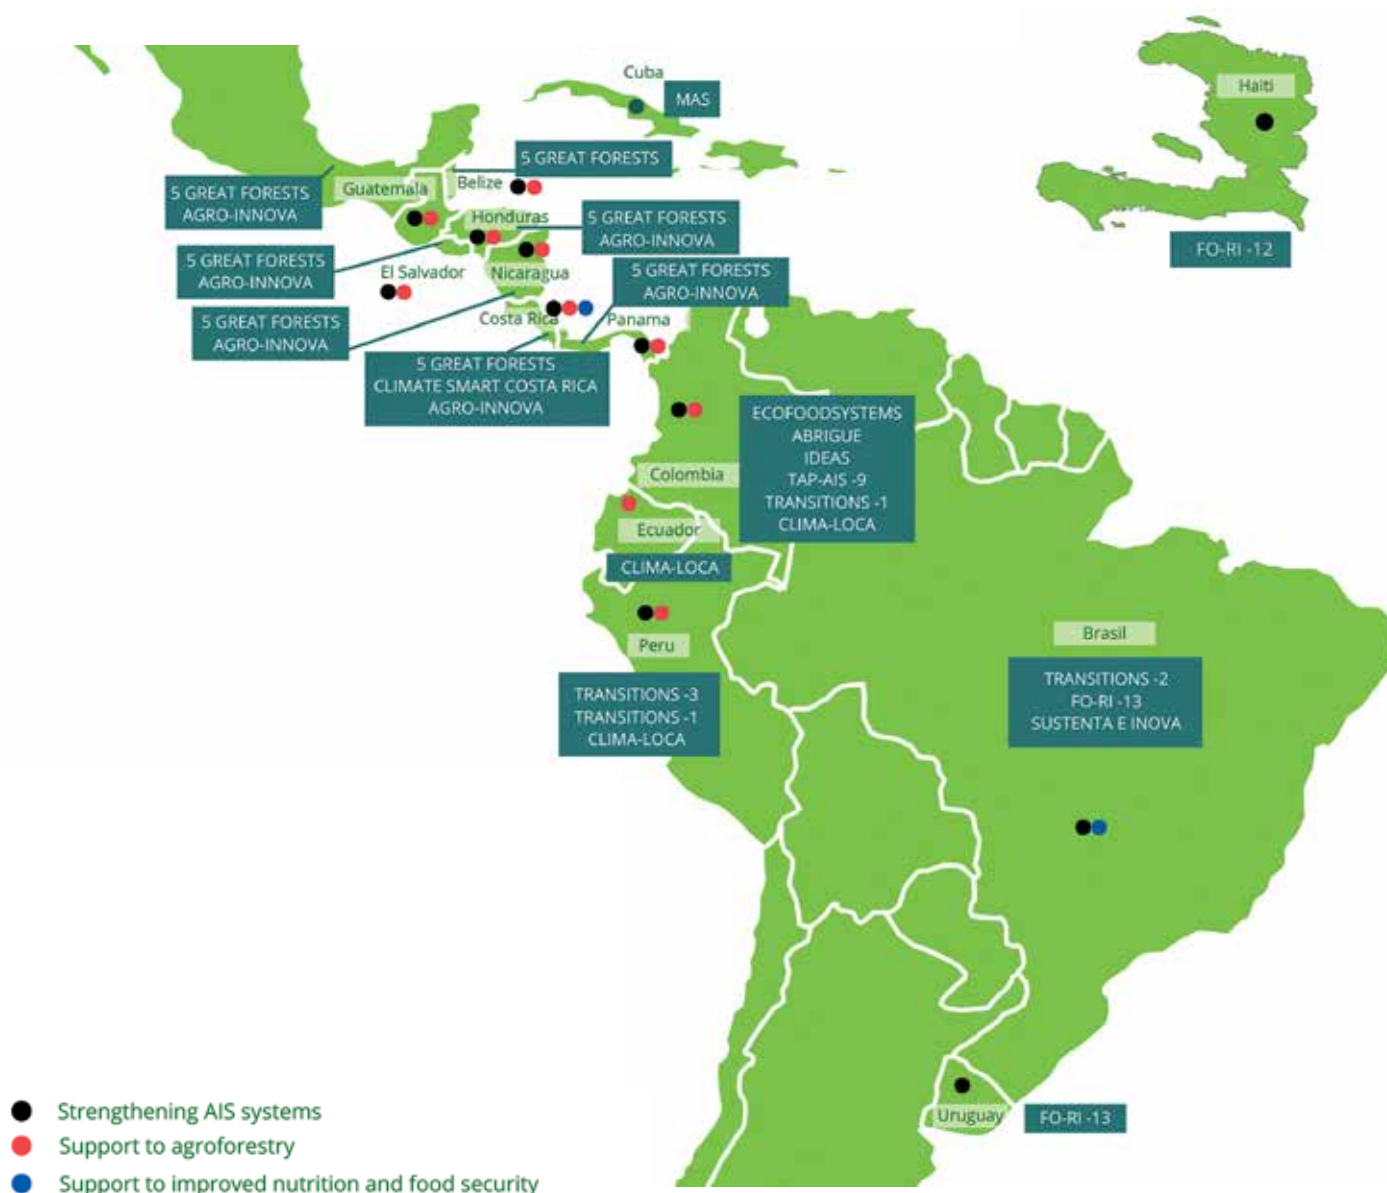 Cuba
MAS
Haiti
FO-RI -12
5 GREAT FORESTS
Belize
5 GREAT FORESTS
AGRO-INNOVA
Guatemala
Honduras
5 GREAT FORESTS
AGRO-INNOVA
5 GREAT FORESTS
AGRO-INNOVA
El Salvador
Nicaragua
5 GREAT FORESTS
AGRO-INNOVA
5 GREAT FORESTS
AGRO-INNOVA
Costa Rica
Panama
5 GREAT FORESTS
CLIMATE SMART COSTA RICA
AGRO-INNOVA
ECOFOODSYSTEMS
ABRIGUE
IDEAS
TAP-AIS -9
TRANSITIONS -1
CLIMA-LOCA
Colombia
Ecuador
CLIMA-LOCA
Peru
TRANSITIONS -3
TRANSITIONS -1
CLIMA-LOCA
Brasil
TRANSITIONS -2
FO-RI -13
SUSTENTA E INOVA
Uruguay
FO-RI -13
Strengthening AIS systems
Support to agroforestry
Support to improved nutrition and food security